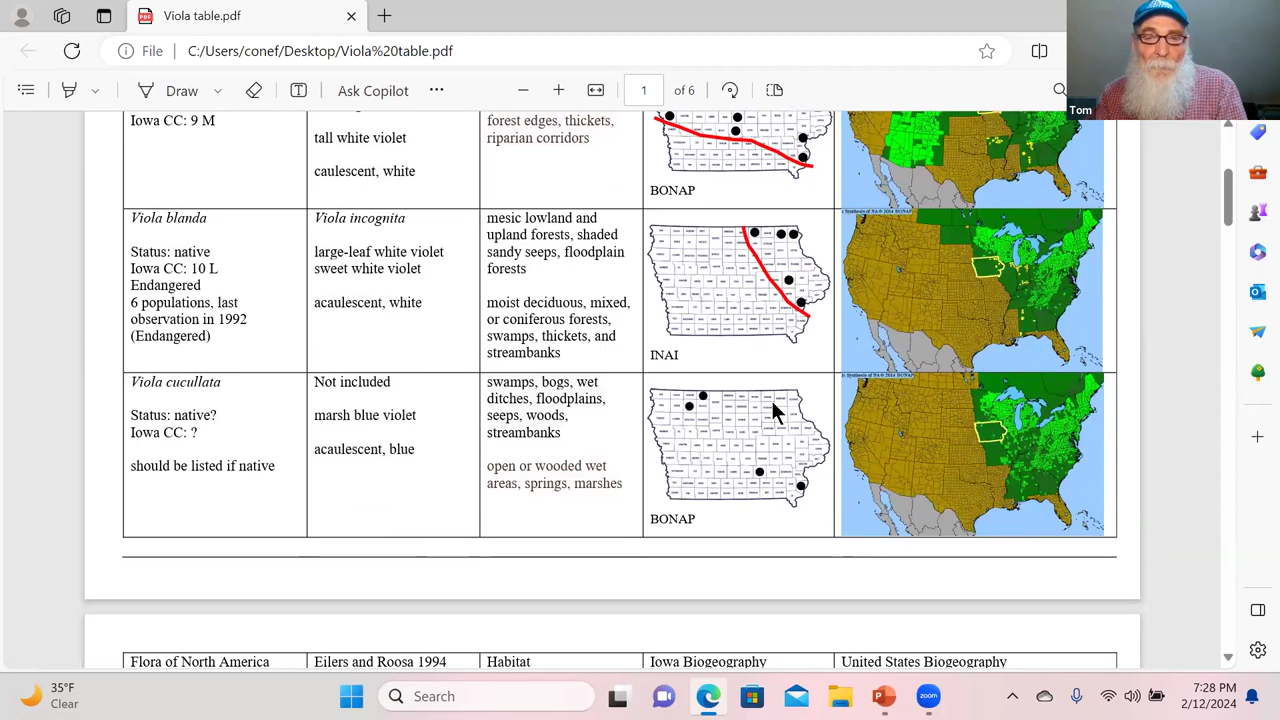 Viola table.pdf
File
C:/Users/conef/Desktop/Viola%20table.pdf
Draw
Ask Copilot
1
of 6
Tom
Iowa CC: 9 M
tall white violet
caulescent, white
forest edges, thickets,
riparian corridors
BONAP
Viola blanda
Status: native
Iowa CC: 10 L
Endangered
6 populations, last
observation in 1992
(Endangered)
Viola incognita
large-leaf white violet
sweet white violet
acaulescent, white
mesic lowland and
upland forests, shaded
sandy seeps, floodplain
forests
moist deciduous, mixed,
or coniferous forests,
swamps, thickets, and
streambanks
INAI
Viola cucullata
Status: native?
Iowa CC: ?
should be listed if native
Not included
marsh blue violet
acaulescent, blue
swamps, bogs, wet
ditches, floodplains,
seeps, woods,
streambanks
open or wooded wet
areas, springs, marshes
BONAP
Flora of North America
Eilers and Roosa 1994
Habitat
Iowa Biogeography
United States Biogeography
35°F
Clear
Search
zoom
7:28 PM
2/12/2024